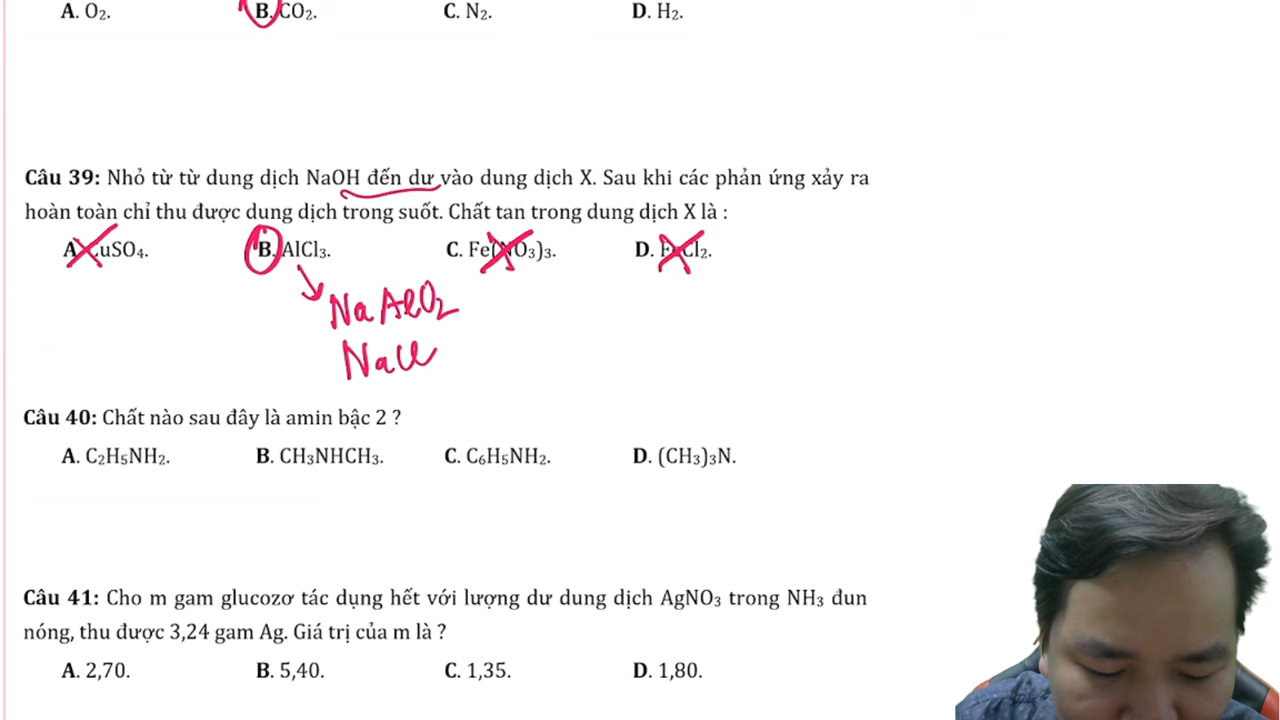 A. O₂. B. CO₂. C. N₂. D. H₂.
Câu 39: Nhỏ từ từ dung dịch NaOH đến dư vào dung dịch X. Sau khi các phản ứng xảy ra
hoàn toàn chỉ thu được dung dịch trong suốt. Chất tan trong dung dịch X là :
A. CuSO₄. B. AlCl₃. C. Fe(NO₃)₃. D. FeCl₂.
NaAlO₂
NaCl
Câu 40: Chất nào sau đây là amin bậc 2 ?
A. C₂H₅NH₂. B. CH₃NHCH₃. C. C₆H₅NH₂. D. (CH₃)₃N.
Câu 41: Cho m gam glucozơ tác dụng hết với lượng dư dung dịch AgNO₃ trong NH₃ đun
nóng, thu được 3,24 gam Ag. Giá trị của m là ?
A. 2,70. B. 5,40. C. 1,35. D. 1,80.